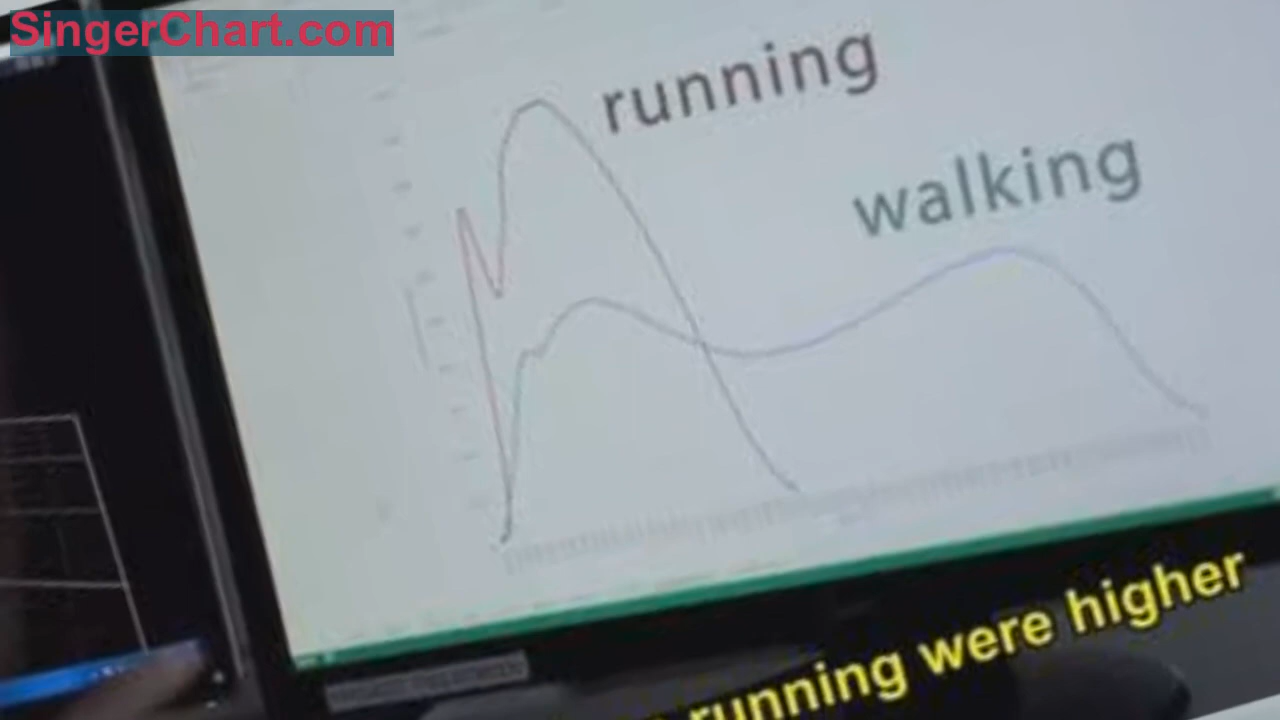 SingerChart.com
running
walking
running were higher